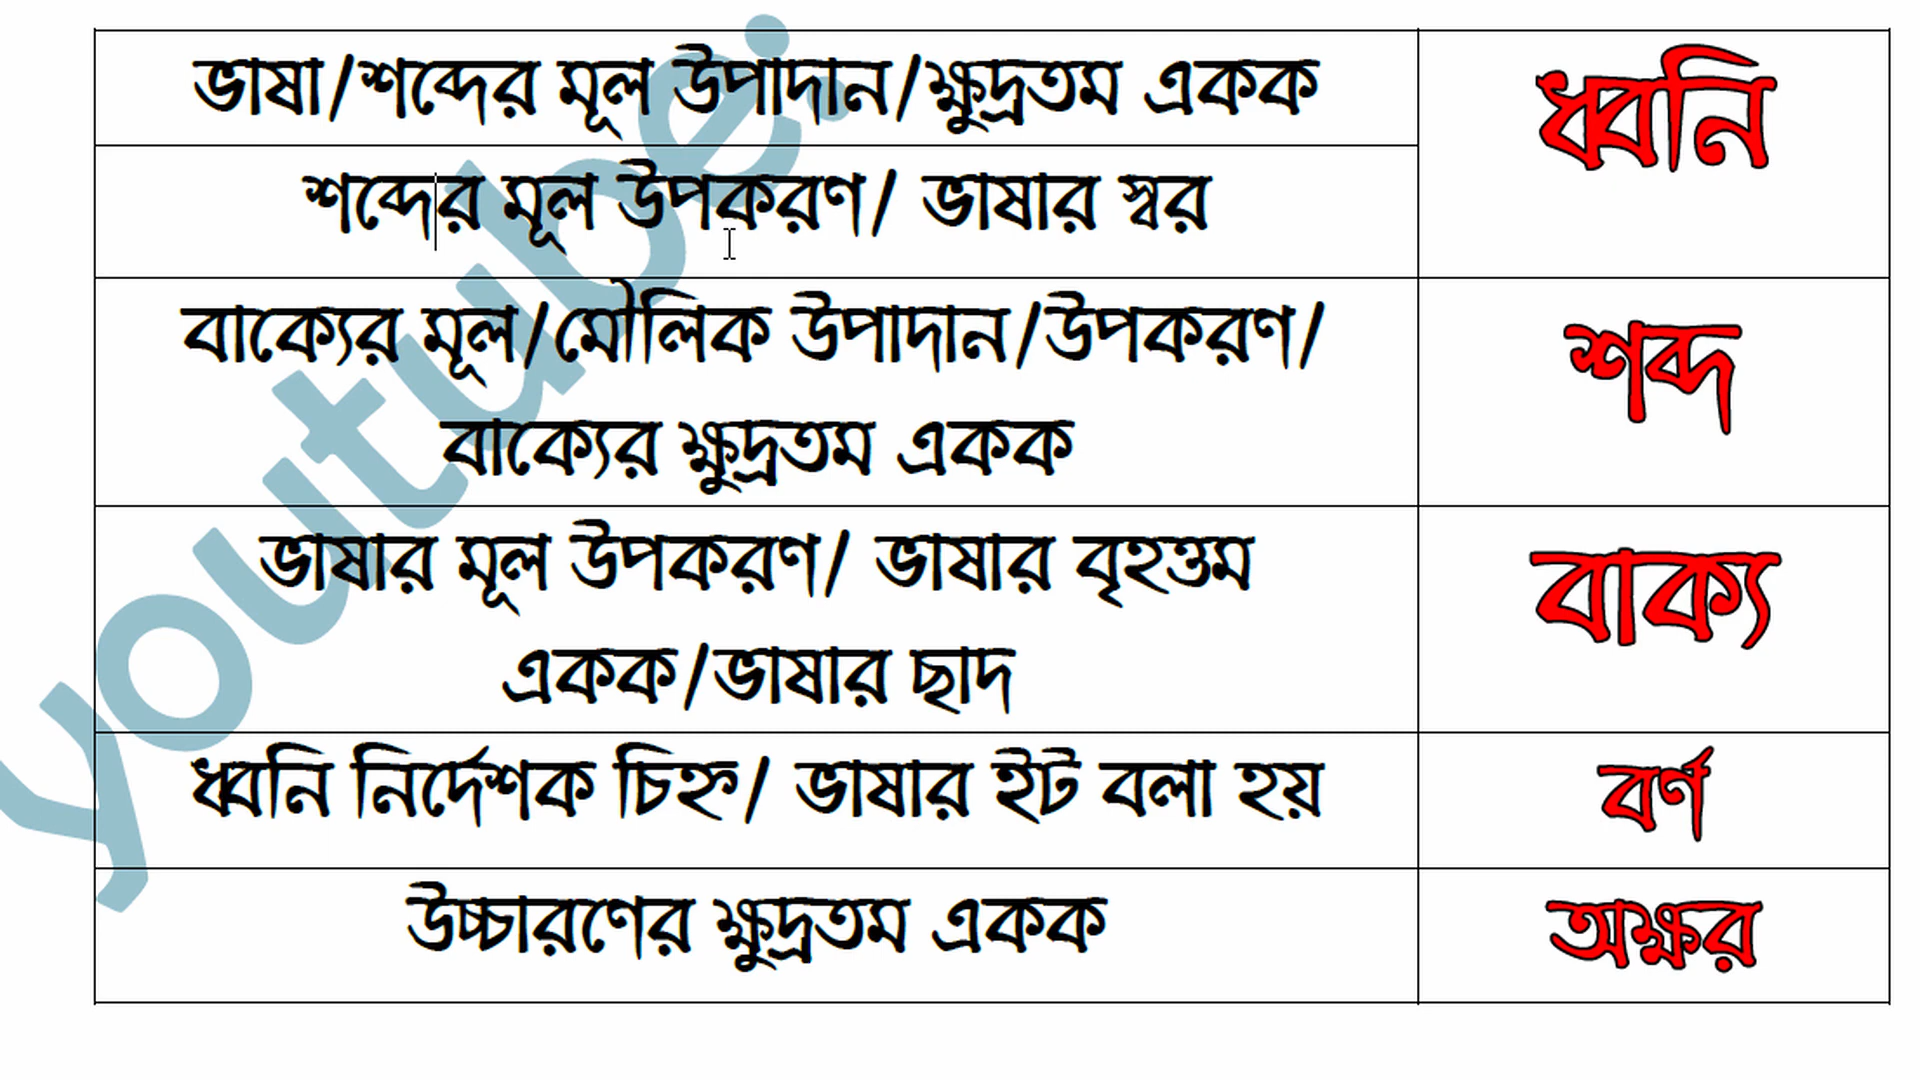 ভাষা/শব্দের মূল উপাদান/ক্ষুদ্রতম একক
ধ্বনি
শব্দের মূল উপকরণ/ ভাষার স্বর
বাক্যের মূল/মৌলিক উপাদান/উপকরণ/
বাক্যের ক্ষুদ্রতম একক
শব্দ
ভাষার মূল উপকরণ/ ভাষার বৃহত্তম
একক/ভাষার ছাদ
বাক্য
ধ্বনি নির্দেশক চিহ্ন/ ভাষার ইট বলা হয়
বর্ণ
উচ্চারণের ক্ষুদ্রতম একক
অক্ষর
youtube: